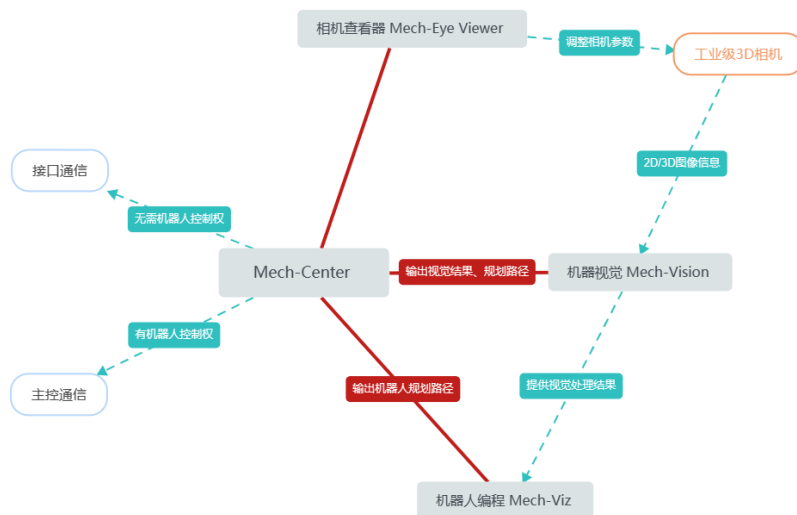 相机查看器 Mech-Eye Viewer
调整相机参数
工业级3D相机
接口通信
2D/3D图像信息
无需机器人控制权
Mech-Center
输出视觉结果、规划路径
机器视觉 Mech-Vision
有机器人控制权
主控通信
输出机器人规划路径
提供视觉处理结果
机器人编程 Mech-Viz